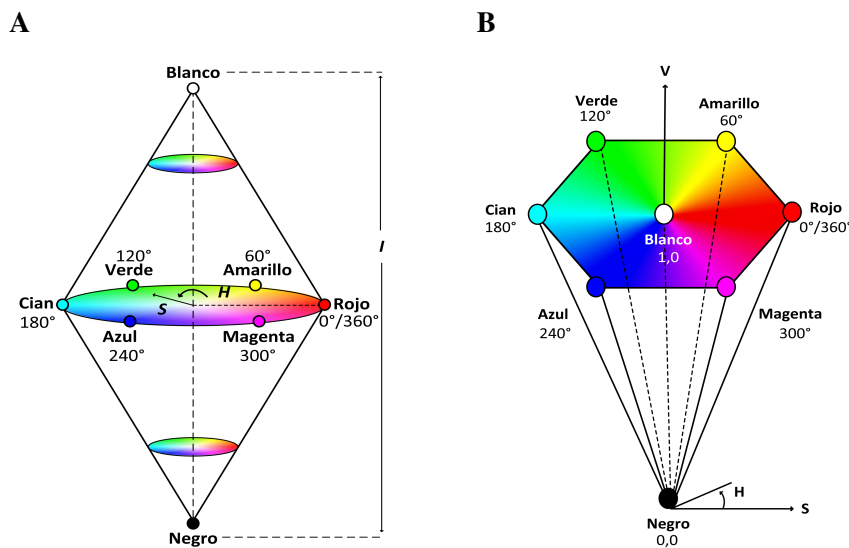 A
Blanco
I
120°
Verde
60°
Amarillo
H
S
Cian
180°
Rojo
0°/360°
Azul
240°
Magenta
300°
Negro
B
V
Verde
120°
Amarillo
60°
Cian
180°
Rojo
0°/360°
Blanco
1,0
Azul
240°
Magenta
300°
H
S
Negro
0,0